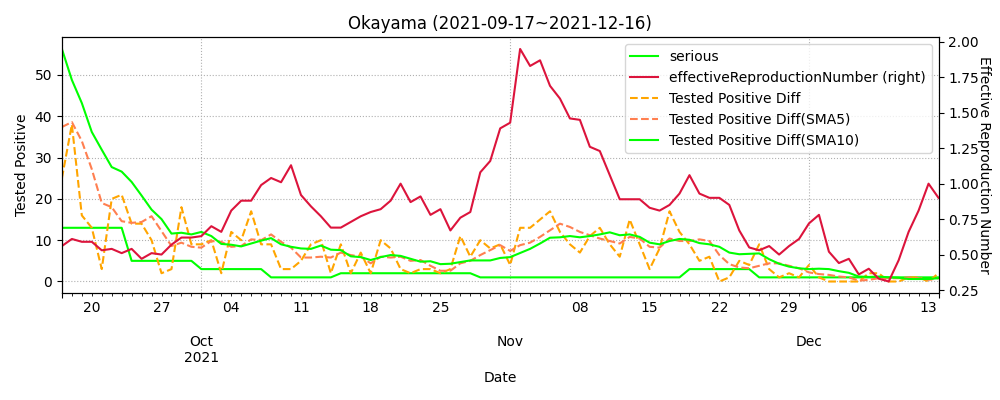 Okayama (2021-09-17~2021-12-16)
serious
effectiveReproductionNumber (right)
Tested Positive Diff
Tested Positive Diff(SMA5)
Tested Positive Diff(SMA10)
Tested Positive
50
40
30
20
10
0
2.00
1.75
1.50
1.25
1.00
0.75
0.50
0.25
Effective Reproduction Number
20 27 04 11 18 25 08 15 22 29 06 13
Oct Nov Dec
2021
Date